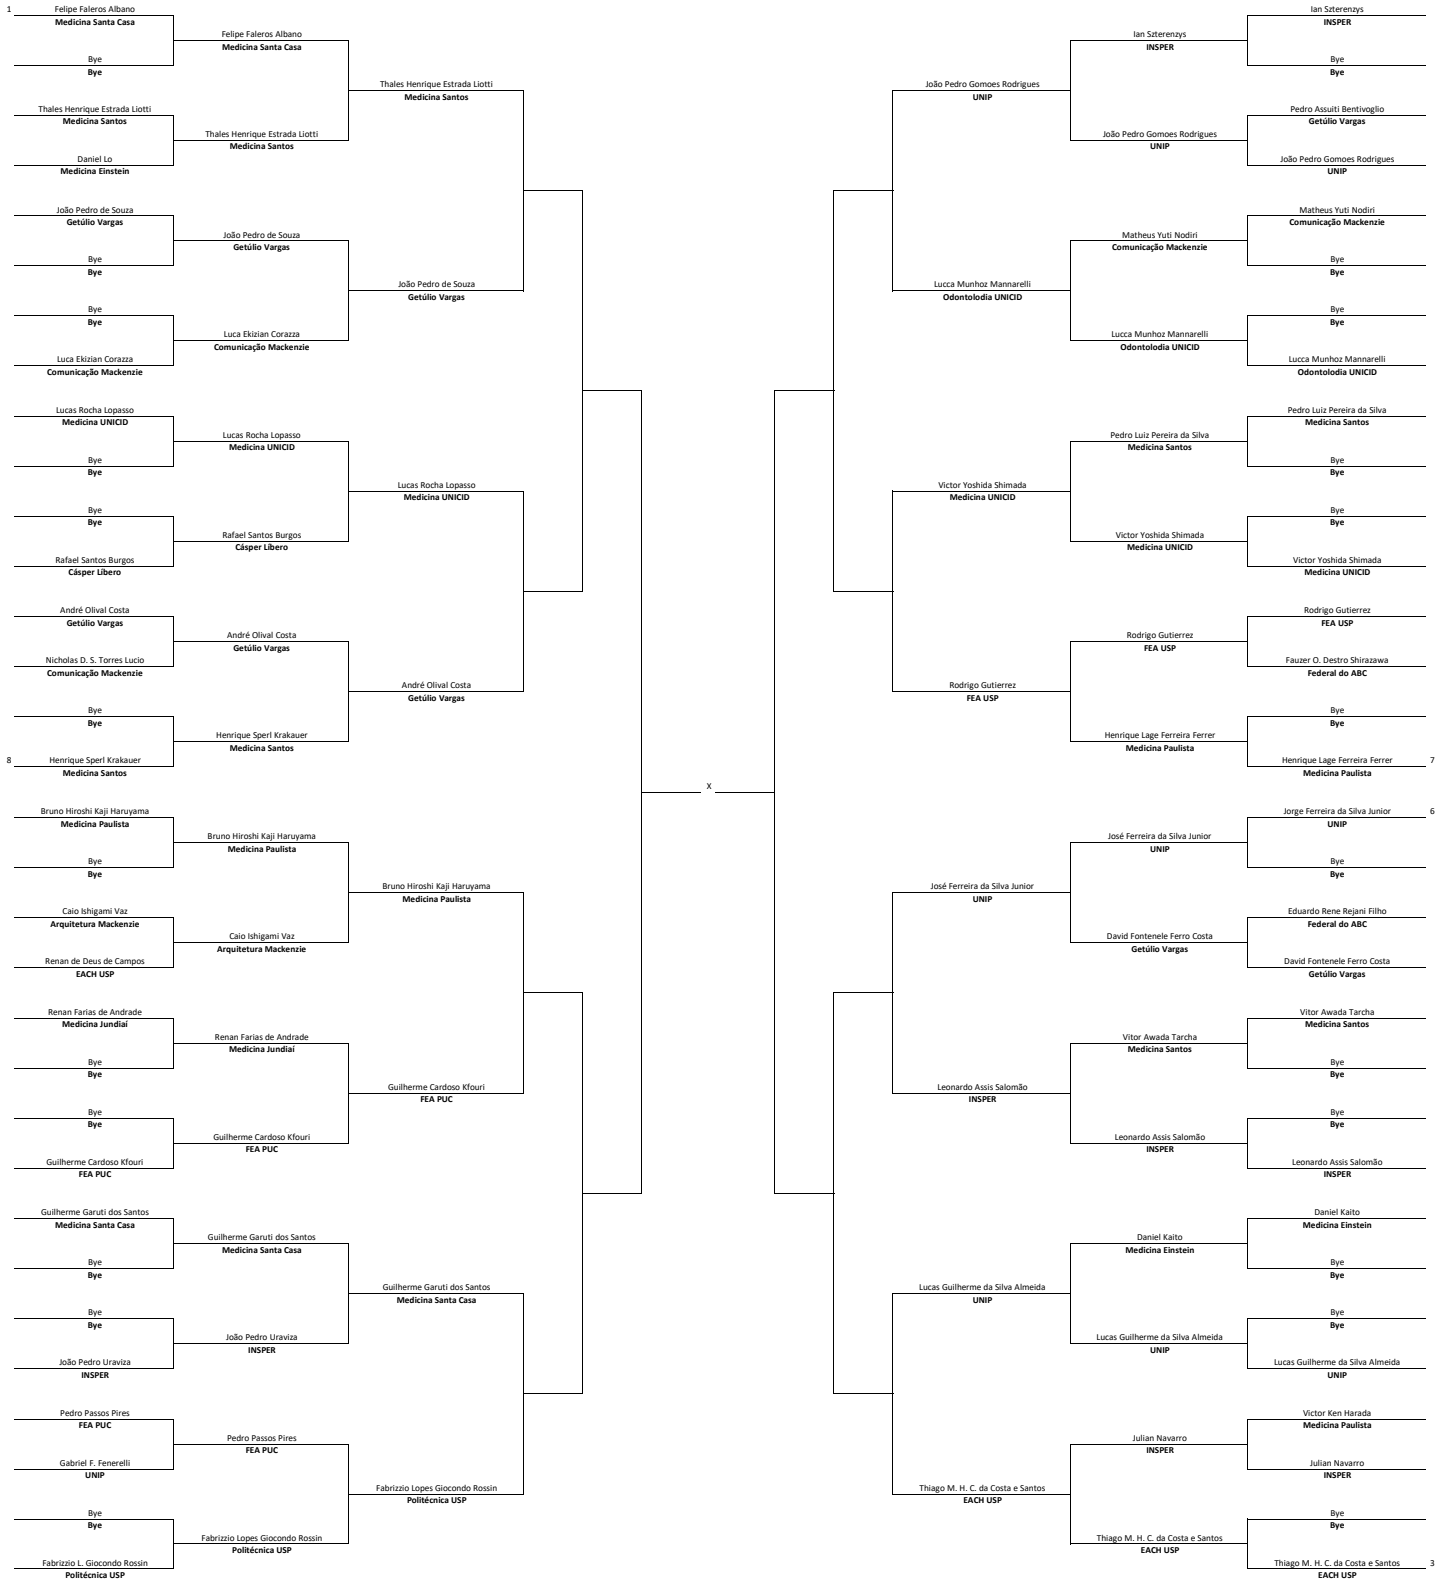 1
Felipe Faleros Albano
Medicina Santa Casa
Bye
Bye
Thales Henrique Estrada Liotti
Medicina Santos
Daniel Lo
Medicina Einstein
João Pedro de Souza
Getúlio Vargas
Bye
Bye
Bye
Bye
Luca Ekizian Corazza
Comunicação Mackenzie
Lucas Rocha Lopasso
Medicina UNICID
Bye
Bye
Bye
Bye
Rafael Santos Burgos
Cásper Líbero
André Olival Costa
Getúlio Vargas
Nicholas D. S. Torres Lucio
Comunicação Mackenzie
Bye
Bye
8
Henrique Sperl Krakauer
Medicina Santos
Bruno Hiroshi Kaji Haruyama
Medicina Paulista
Bye
Bye
Caio Ishigami Vaz
Arquitetura Mackenzie
Renan de Deus de Campos
EACH USP
Renan Farias de Andrade
Medicina Jundiaí
Bye
Bye
Bye
Bye
Guilherme Cardoso Kfouri
FEA PUC
Guilherme Garuti dos Santos
Medicina Santa Casa
Bye
Bye
Bye
Bye
João Pedro Uraviza
INSPER
Pedro Passos Pires
FEA PUC
Gabriel F. Fenerelli
UNIP
Bye
Bye
Fabrizzio L. Giocondo Rossin
Politécnica USP
Felipe Faleros Albano
Medicina Santa Casa
Thales Henrique Estrada Liotti
Medicina Santos
João Pedro de Souza
Getúlio Vargas
Luca Ekizian Corazza
Comunicação Mackenzie
Lucas Rocha Lopasso
Medicina UNICID
Rafael Santos Burgos
Cásper Líbero
André Olival Costa
Getúlio Vargas
Henrique Sperl Krakauer
Medicina Santos
Bruno Hiroshi Kaji Haruyama
Medicina Paulista
Caio Ishigami Vaz
Arquitetura Mackenzie
Renan Farias de Andrade
Medicina Jundiaí
Guilherme Cardoso Kfouri
FEA PUC
Guilherme Garuti dos Santos
Medicina Santa Casa
João Pedro Uraviza
INSPER
Pedro Passos Pires
FEA PUC
Fabrizzio Lopes Giocondo Rossin
Politécnica USP
Thales Henrique Estrada Liotti
Medicina Santos
João Pedro de Souza
Getúlio Vargas
Lucas Rocha Lopasso
Medicina UNICID
André Olival Costa
Getúlio Vargas
Bruno Hiroshi Kaji Haruyama
Medicina Paulista
Guilherme Cardoso Kfouri
FEA PUC
Guilherme Garuti dos Santos
Medicina Santa Casa
Fabrizzio Lopes Giocondo Rossin
Politécnica USP
X
João Pedro Gomoes Rodrigues
UNIP
Lucca Munhoz Mannarelli
Odontolodia UNICID
Victor Yoshida Shimada
Medicina UNICID
Rodrigo Gutierrez
FEA USP
José Ferreira da Silva Junior
UNIP
Leonardo Assis Salomão
INSPER
Lucas Guilherme da Silva Almeida
UNIP
Thiago M. H. C. da Costa e Santos
EACH USP
Ian Szterenzys
INSPER
João Pedro Gomoes Rodrigues
UNIP
Matheus Yuti Nodiri
Comunicação Mackenzie
Lucca Munhoz Mannarelli
Odontolodia UNICID
Pedro Luiz Pereira da Silva
Medicina Santos
Victor Yoshida Shimada
Medicina UNICID
Rodrigo Gutierrez
FEA USP
Henrique Lage Ferreira Ferrer
Medicina Paulista
José Ferreira da Silva Junior
UNIP
David Fontenele Ferro Costa
Getúlio Vargas
Vitor Awada Tarcha
Medicina Santos
Leonardo Assis Salomão
INSPER
Daniel Kaito
Medicina Einstein
Lucas Guilherme da Silva Almeida
UNIP
Julian Navarro
INSPER
Thiago M. H. C. da Costa e Santos
EACH USP
Ian Szterenzys
INSPER
Bye
Bye
Pedro Assuiti Bentivoglio
Getúlio Vargas
João Pedro Gomoes Rodrigues
UNIP
Matheus Yuti Nodiri
Comunicação Mackenzie
Bye
Bye
Bye
Bye
Lucca Munhoz Mannarelli
Odontolodia UNICID
Pedro Luiz Pereira da Silva
Medicina Santos
Bye
Bye
Bye
Bye
Victor Yoshida Shimada
Medicina UNICID
Rodrigo Gutierrez
FEA USP
Fauzer O. Destro Shirazawa
Federal do ABC
Bye
Bye
Henrique Lage Ferreira Ferrer
7
Medicina Paulista
Jorge Ferreira da Silva Junior
6
UNIP
Bye
Bye
Eduardo Rene Rejani Filho
Federal do ABC
David Fontenele Ferro Costa
Getúlio Vargas
Vitor Awada Tarcha
Medicina Santos
Bye
Bye
Bye
Bye
Leonardo Assis Salomão
INSPER
Daniel Kaito
Medicina Einstein
Bye
Bye
Bye
Bye
Lucas Guilherme da Silva Almeida
UNIP
Victor Ken Harada
Medicina Paulista
Julian Navarro
INSPER
Bye
Bye
Thiago M. H. C. da Costa e Santos
3
EACH USP